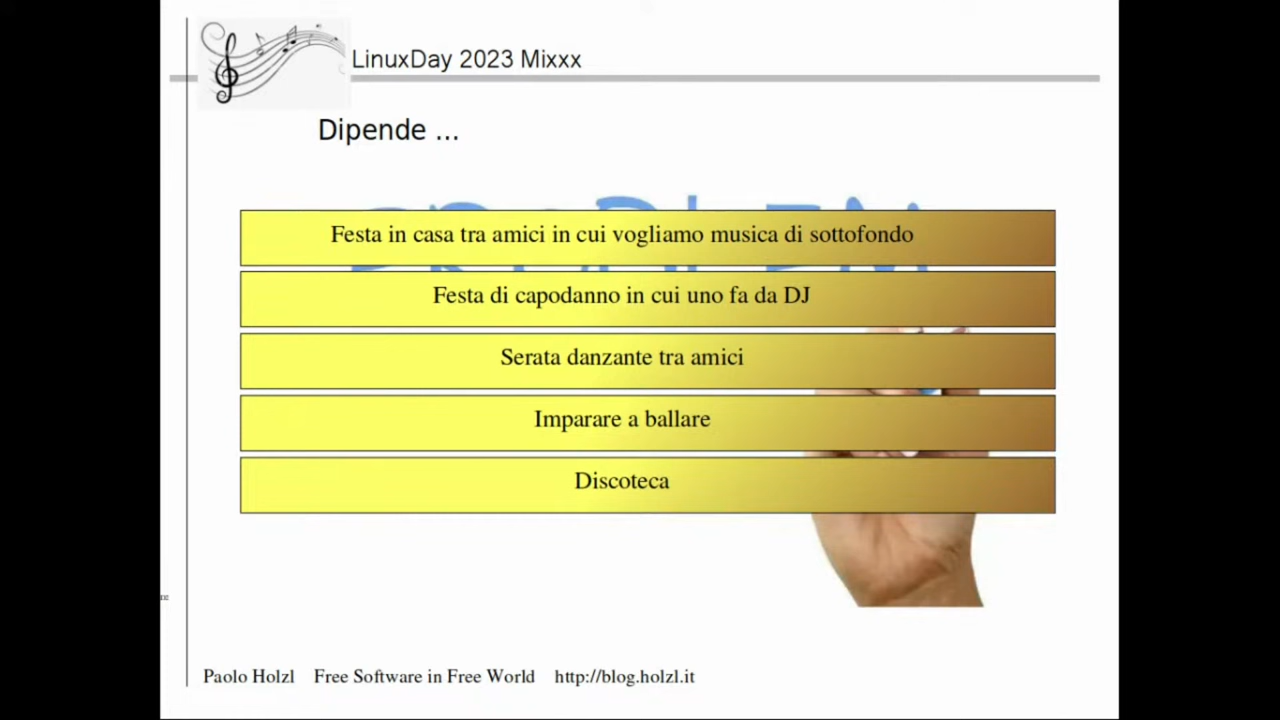 LinuxDay 2023 Mixxx
Dipende ...
Festa in casa tra amici in cui vogliamo musica di sottofondo
Festa di capodanno in cui uno fa da DJ
Serata danzante tra amici
Imparare a ballare
Discoteca
Paolo Holzl Free Software in Free World http://blog.holzl.it